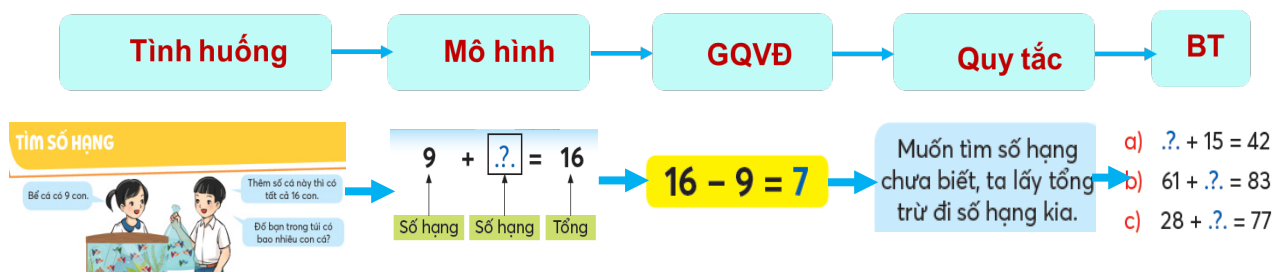 Tình huống
Mô hình
GQVĐ
Quy tắc
BT
TÌM SỐ HẠNG
Bể cá có 9 con.
Thêm số cá này thì có
tất cả 16 con.
Đố bạn trong túi có
bao nhiêu con cá?
9 + .?. = 16
Số hạng Số hạng Tổng
16 – 9 = 7
Muốn tìm số hạng
chưa biết, ta lấy tổng
trừ đi số hạng kia.
a) .?. + 15 = 42
b) 61 + .?. = 83
c) 28 + .?. = 77